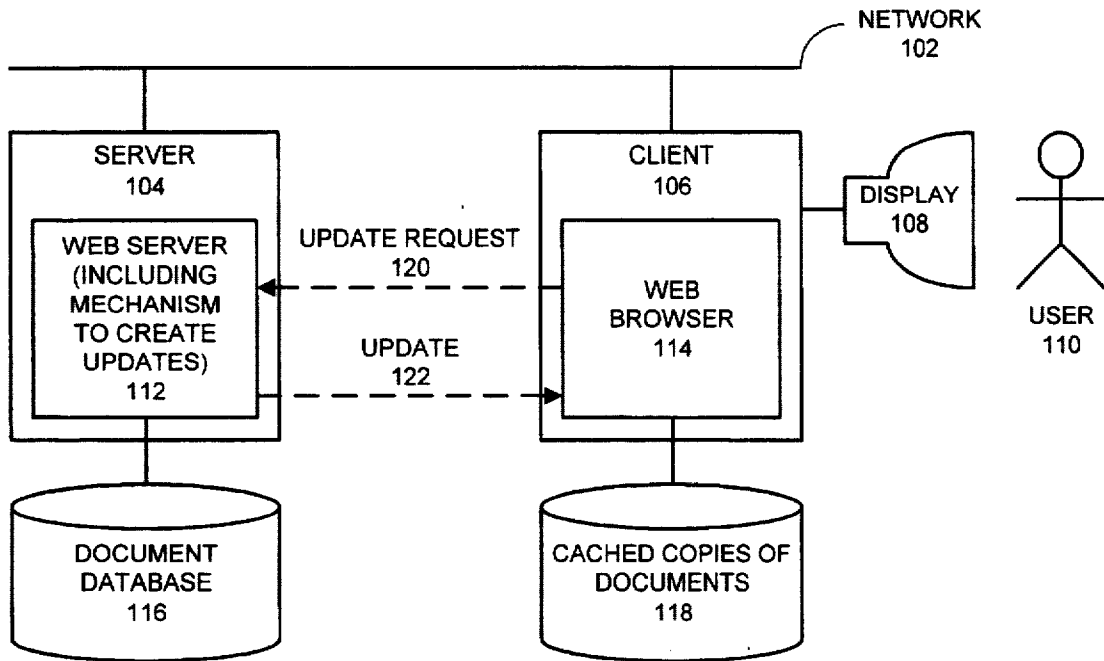 NETWORK
102
SERVER
104
CLIENT
106
DISPLAY
108
WEB SERVER
(INCLUDING
MECHANISM
TO CREATE
UPDATES)
112
UPDATE REQUEST
120
UPDATE
122
WEB
BROWSER
114
USER
110
DOCUMENT
DATABASE
116
CACHED COPIES OF
DOCUMENTS
118